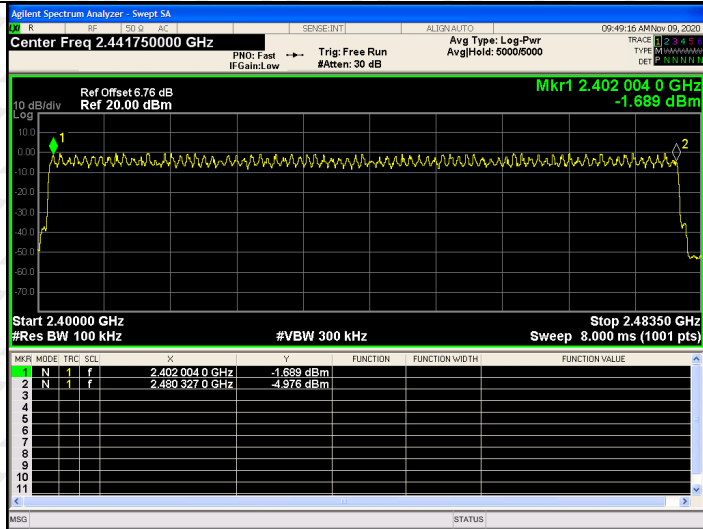 Agilent Spectrum Analyzer - Swept SA
LXI R RF 50 Ω AC SENSE:INT ALIGN AUTO 09:49:16 AM Nov 09, 2020
Center Freq 2.441750000 GHz
PNO: Fast Trig: Free Run
IFGain:Low #Atten: 30 dB
Avg Type: Log-Pwr
Avg|Hold: 5000/5000
TRACE 1 2 3 4 5 6
TYPE M
DET P N N N N N
Mkr1 2.402 004 0 GHz
-1.689 dBm
Ref Offset 6.76 dB
10 dB/div Ref 20.00 dBm
Log
10.0
0.00
-10.0
-20.0
-30.0
-40.0
-50.0
-60.0
-70.0
1
2
Start 2.40000 GHz Stop 2.48350 GHz
#Res BW 100 kHz #VBW 300 kHz Sweep 8.000 ms (1001 pts)
MKR MODE TRC SCL X Y FUNCTION FUNCTION WIDTH FUNCTION VALUE
1 N 1 f 2.402 004 0 GHz -1.689 dBm
2 N 1 f 2.480 327 0 GHz -4.976 dBm
3
4
5
6
7
8
9
10
11
MSG STATUS